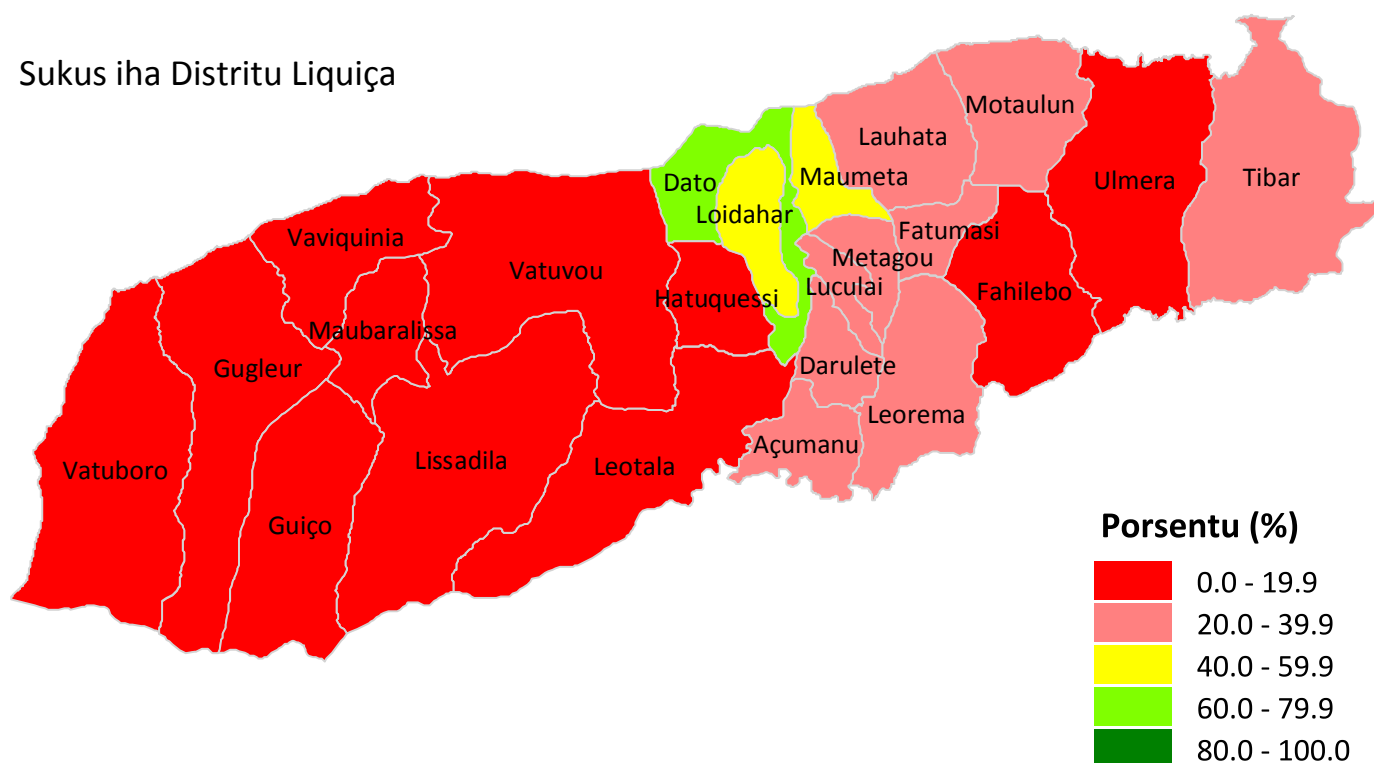 Sukus iha Distritu Liquiça
Motaulun
Lauhata
Maumeta
Dato
Ulmera
Tibar
Loidahar
Fatumasi
Vaviquinia
Metagou
Vatuvou
Luculai
Hatuquessi
Fahilebo
Maubaralissa
Gugleur
Darulete
Leorema
Açumanu
Vatuboro
Lissadila
Leotala
Guiço
Porsentu (%)
0.0 - 19.9
20.0 - 39.9
40.0 - 59.9
60.0 - 79.9
80.0 - 100.0